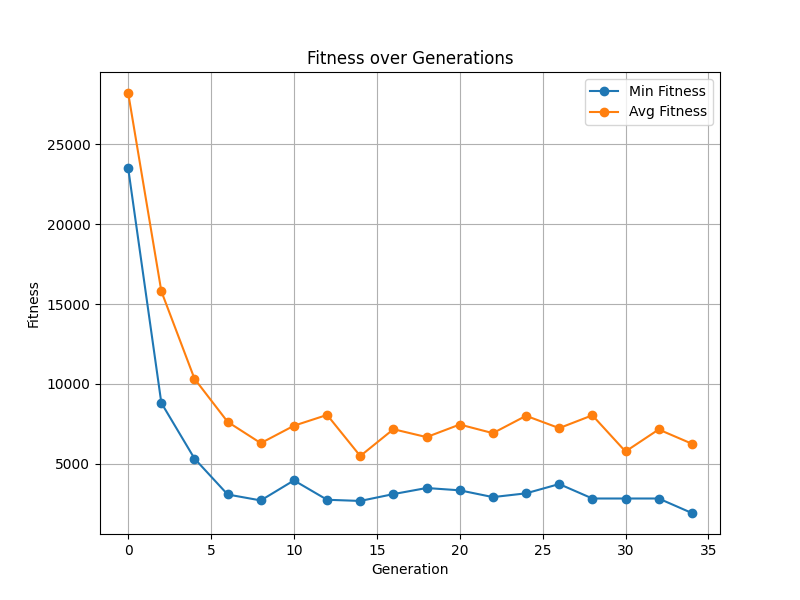 Fitness over Generations
Min Fitness
Avg Fitness
25000
20000
15000
10000
5000
Fitness
0 5 10 15 20 25 30 35
Generation